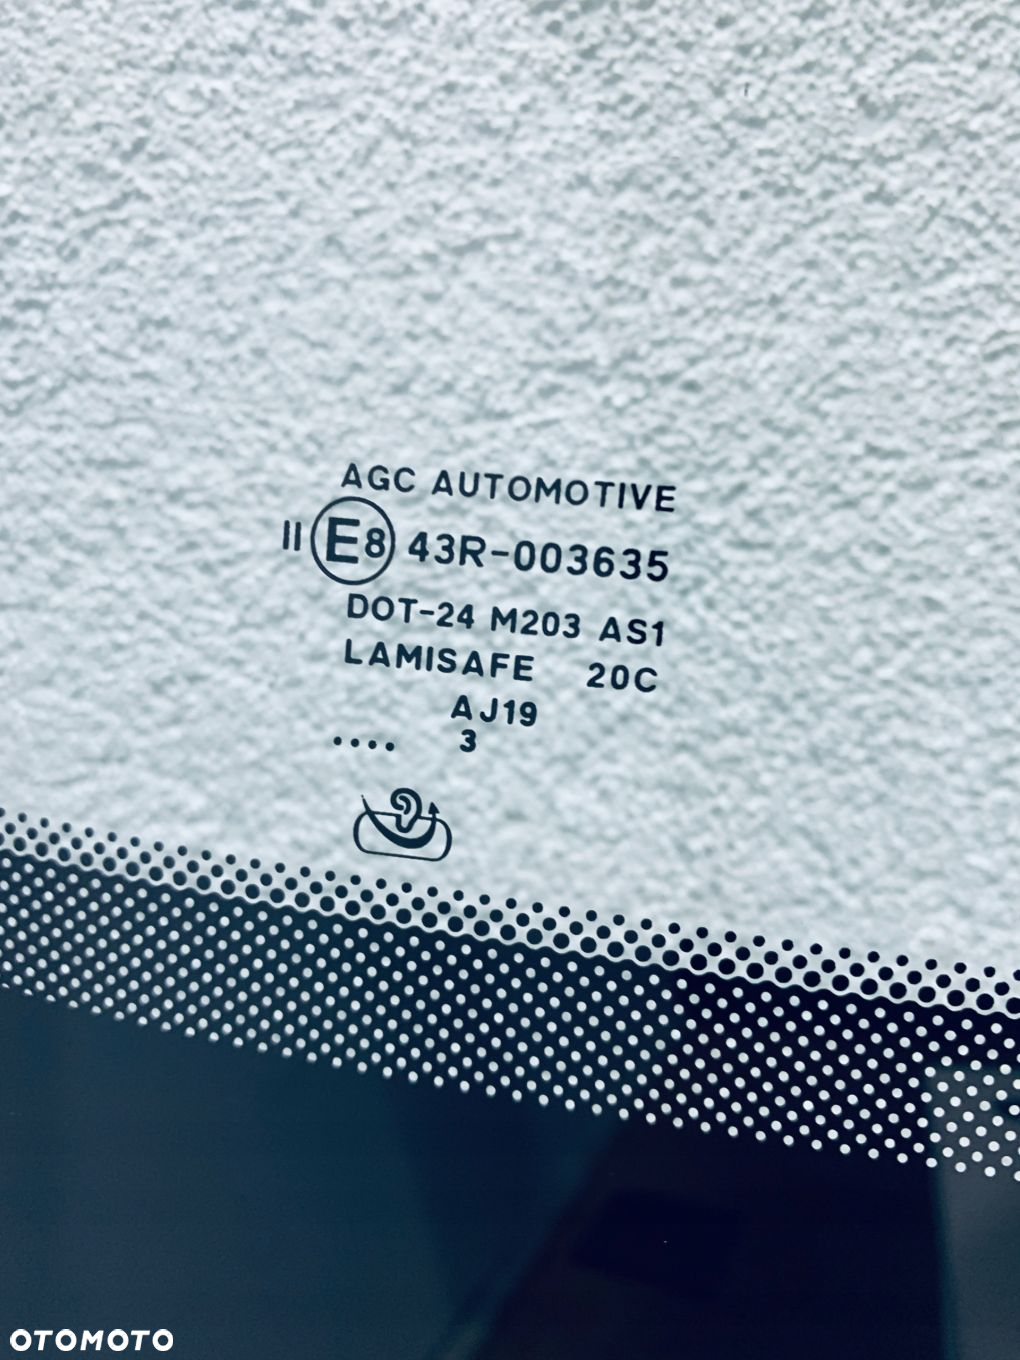 AGC AUTOMOTIVE
II E8 43R-003635
DOT-24 M203 AS1
LAMISAFE 20C
AJ19
.... 3
OTOMOTO